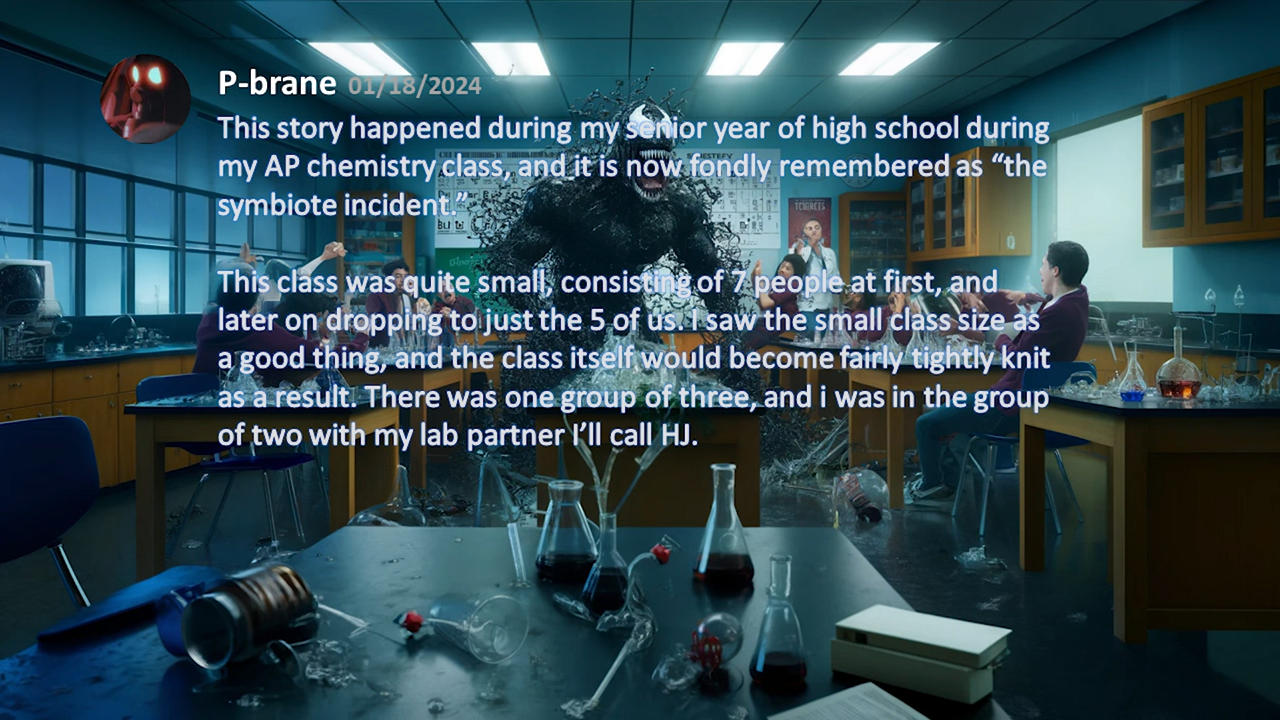 P-brane 01/18/2024
This story happened during my senior year of high school during
my AP chemistry class, and it is now fondly remembered as “the
symbiote incident.”
This class was quite small, consisting of 7 people at first, and
later on dropping to just the 5 of us. I saw the small class size as
a good thing, and the class itself would become fairly tightly knit
as a result. There was one group of three, and i was in the group
of two with my lab partner I’ll call HJ.